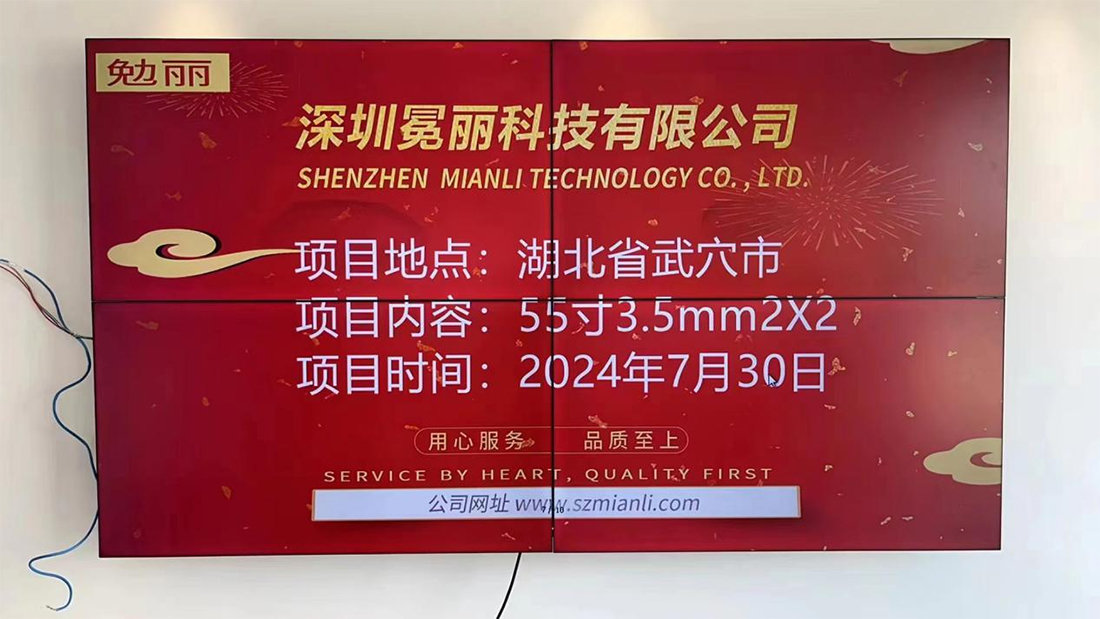 勉丽
深圳冕丽科技有限公司
SHENZHEN MIANLI TECHNOLOGY CO., LTD.
项目地点：湖北省武穴市
项目内容：55寸3.5mm2X2
项目时间：2024年7月30日
用心服务 品质至上
SERVICE BY HEART, QUALITY FIRST
公司网址 www.szmianli.com